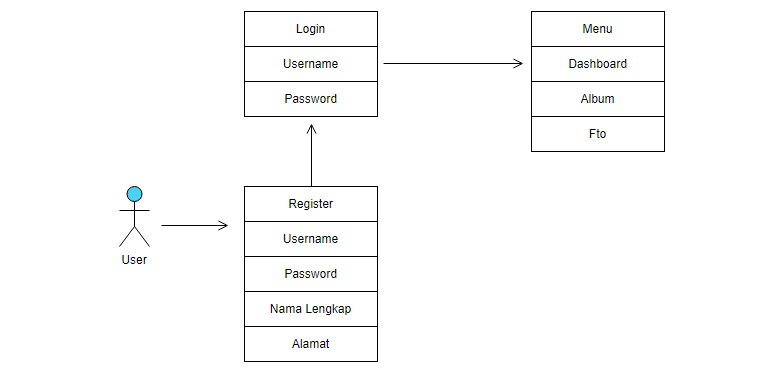 Login
Username
Password
Menu
Dashboard
Album
Fto
User
Register
Username
Password
Nama Lengkap
Alamat